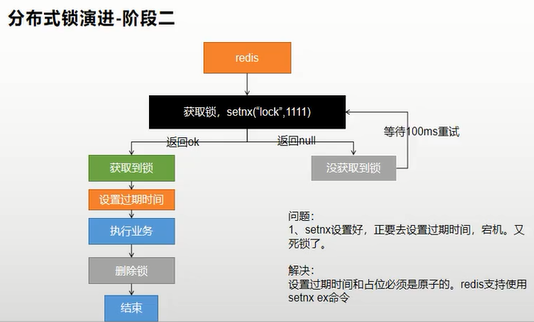 分布式锁演进-阶段二
redis
获取锁，setnx(“lock”,1111)
等待100ms重试
返回ok
返回null
获取到锁
没获取到锁
设置过期时间
执行业务
删除锁
结束
问题：
1、setnx设置好，正要去设置过期时间，宕机。又
死锁了。
解决：
设置过期时间和占位必须是原子的。redis支持使用
setnx ex命令